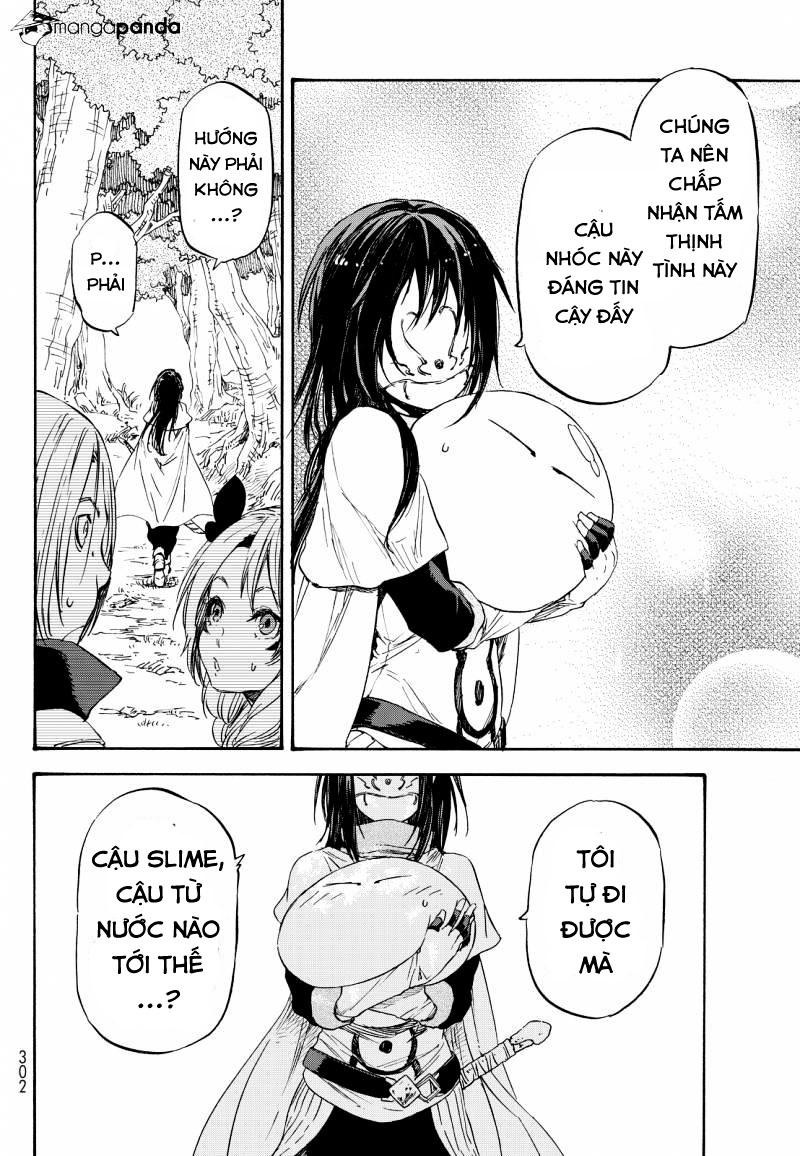 mangapanda
CHÚNG
TA NÊN
CHẤP
NHẬN TẤM
THỊNH
TÌNH NÀY
CẬU
NHÓC NÀY
ĐÁNG TIN
CẬY ĐẤY
HƯỚNG
NÀY PHẢI
KHÔNG
...?
P...
PHẢI
TÔI
TỰ ĐI
ĐƯỢC
MÀ
CẬU SLIME,
CẬU TỪ
NƯỚC NÀO
TỚI THẾ
...?
302